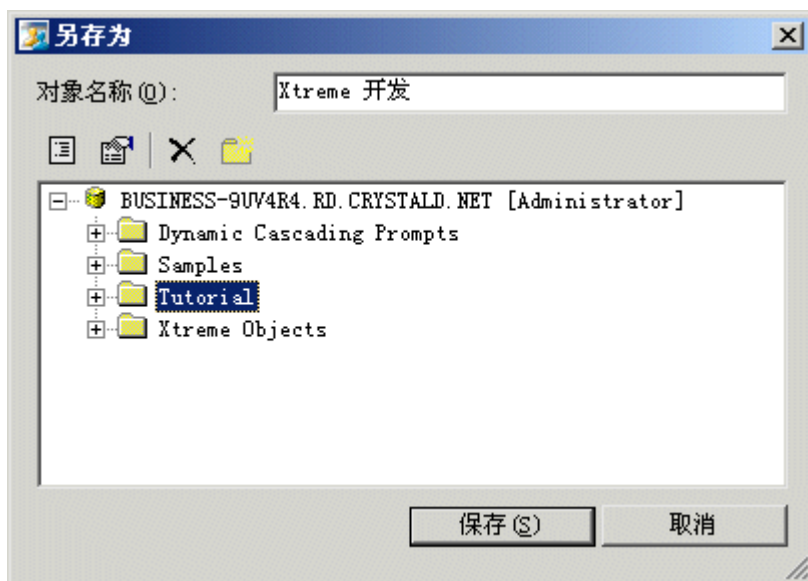 另存为
对象名称(O): Xtreme 开发
BUSINESS-9UV4R4.RD.CRYSTALD.NET [Administrator]
Dynamic Cascading Prompts
Samples
Tutorial
Xtreme Objects
保存(S) 取消